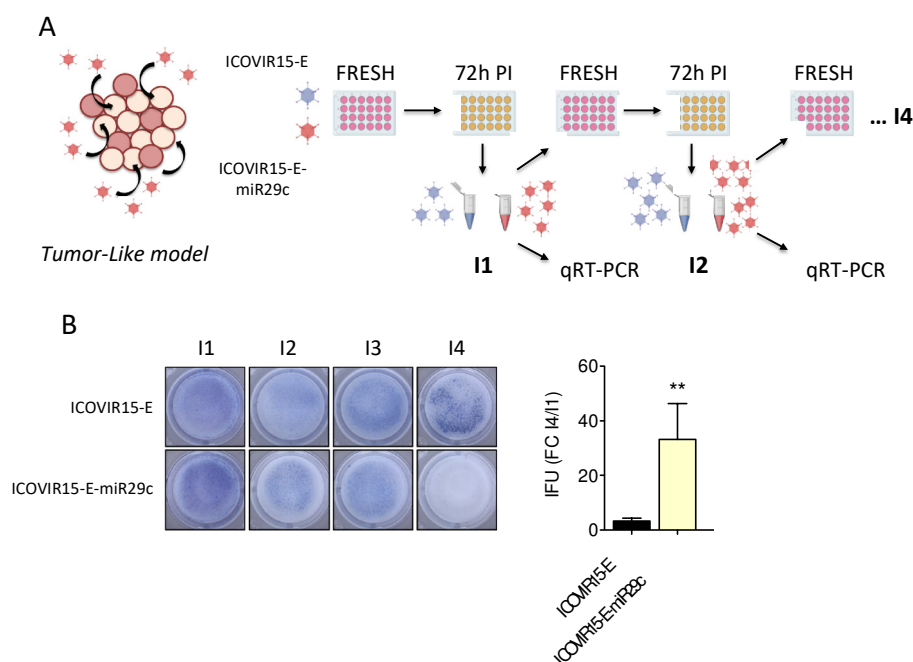 A
ICOVIR15-E
FRESH
72h PI
FRESH
72h PI
FRESH
... I4
ICOVIR15-E-
miR29c
Tumor-Like model
I1
qRT-PCR
I2
qRT-PCR
B
I1
I2
I3
I4
ICOVIR15-E
ICOVIR15-E-miR29c
60
40
20
0
IFU (FC I4/I1)
**
ICOVIR15-E
ICOVIR15-E-miR29c